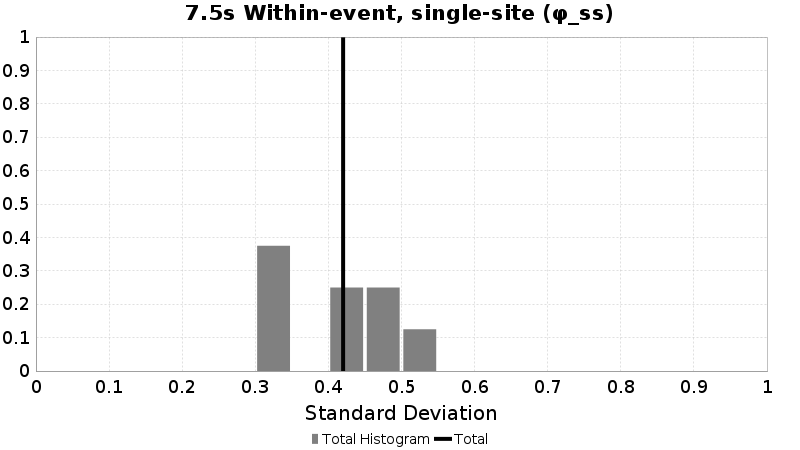 7.5s Within-event, single-site (φ_ss)
1
0.9
0.8
0.7
0.6
0.5
0.4
0.3
0.2
0.1
0
0 0.1 0.2 0.3 0.4 0.5 0.6 0.7 0.8 0.9 1
Standard Deviation
Total Histogram Total